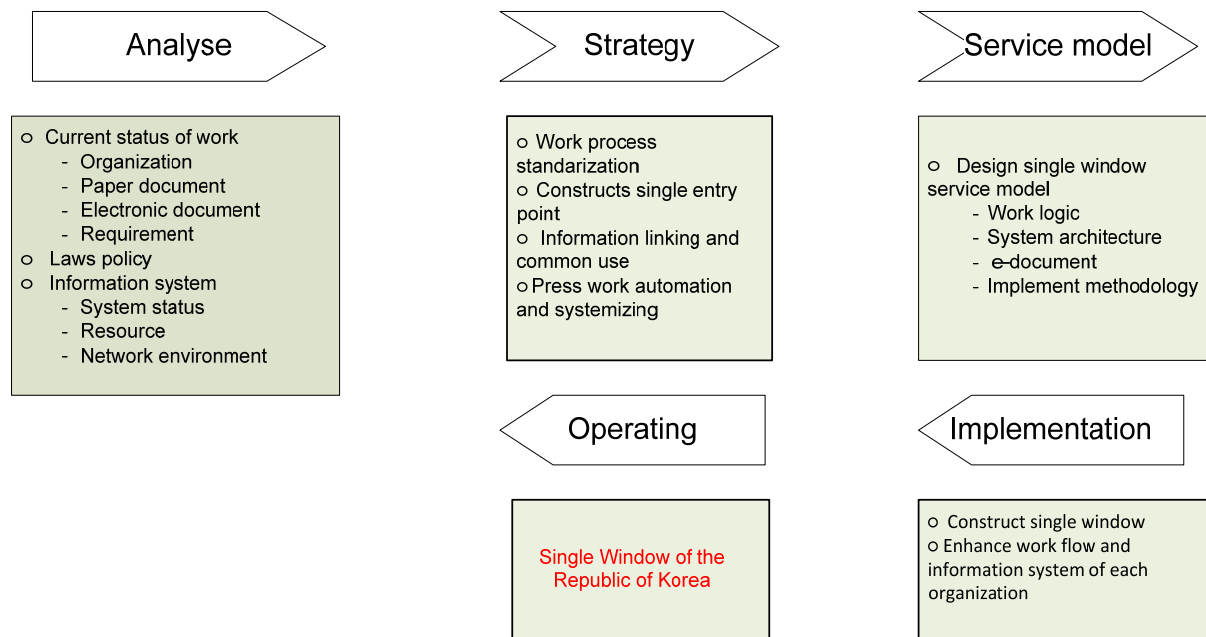 Analyse
Strategy
Service model
o Current status of work
- Organization
- Paper document
- Electronic document
- Requirement
o Laws policy
o Information system
- System status
- Resource
- Network environment
o Work process
standarization
o Constructs single entry
point
o Information linking and
common use
o Press work automation
and systemizing
o Design single window
service model
- Work logic
- System architecture
- e-document
- Implement methodology
Operating
Implementation
Single Window of the
Republic of Korea
o Construct single window
o Enhance work flow and
information system of each
organization